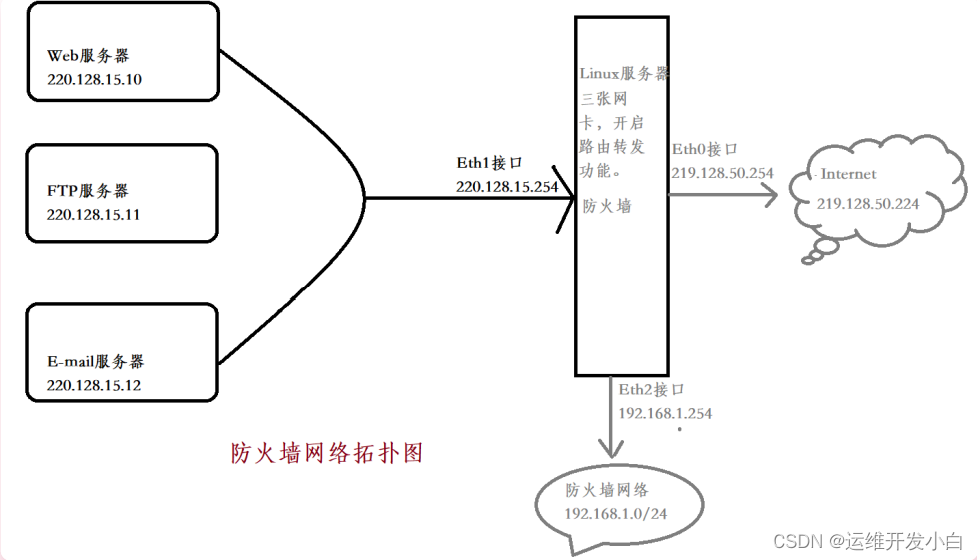 Web服务器
220.128.15.10
FTP服务器
220.128.15.11
E-mail服务器
220.128.15.12
Eth1接口
220.128.15.254
Linux服务器
三张网
卡，开启
路由转发
功能。
防火墙
Eth0接口
219.128.50.254
Internet
219.128.50.224
Eth2接口
192.168.1.254
防火墙网络
192.168.1.0/24
防火墙网络拓扑图
CSDN @运维开发小白